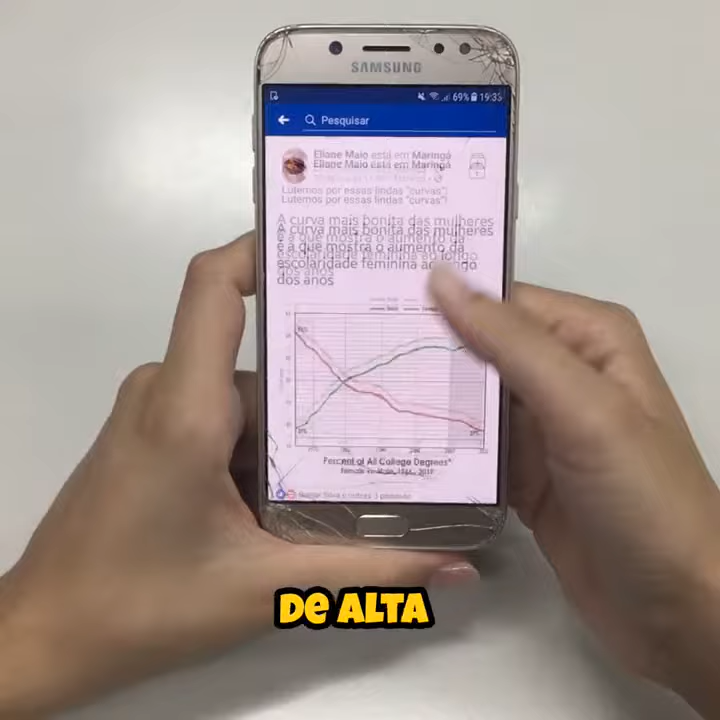 SAMSUNG
69% 19:33
Pesquisar
Eliane Maio está em Maringá
Lutemos por essas lindas "curvas"!
A curva mais bonita das mulheres
é a que mostra o aumento da
escolaridade feminina ao longo
dos anos
Percent of All College Degrees*
DE ALTA